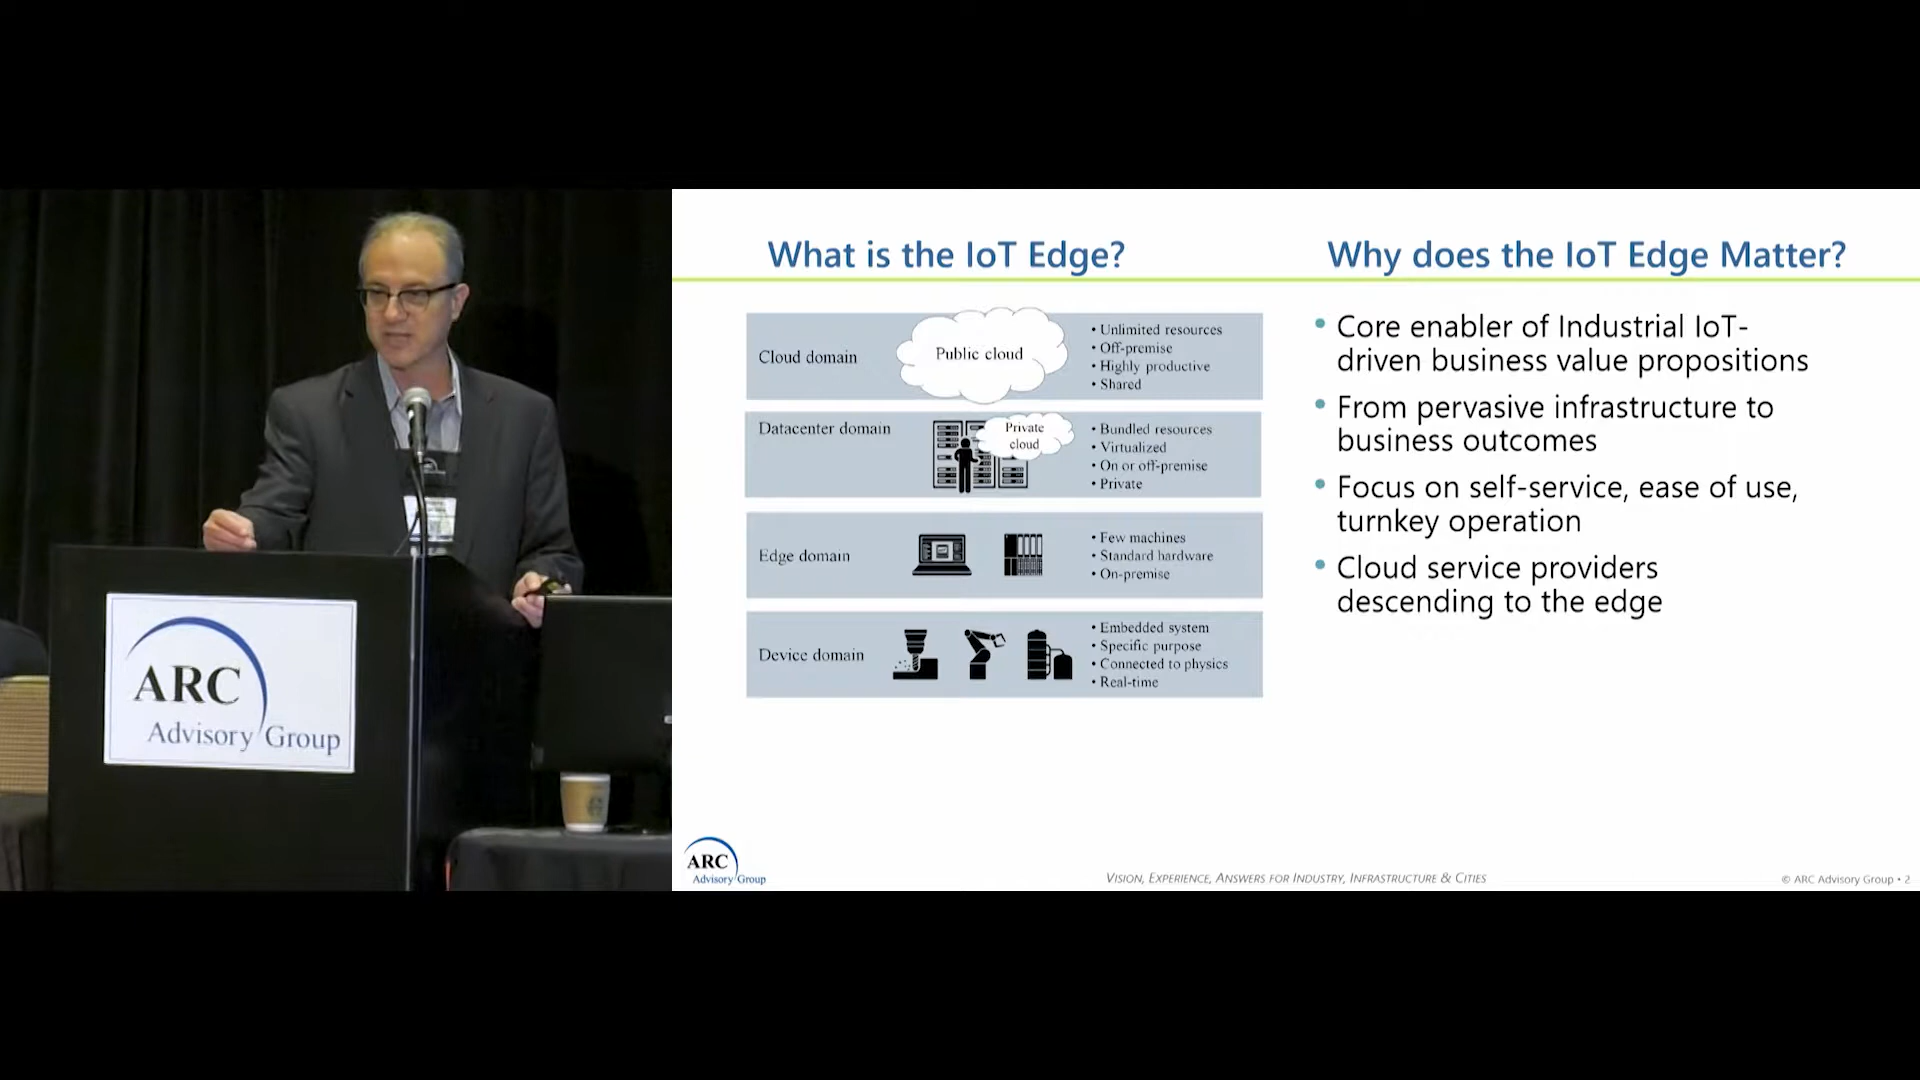 ARC
Advisory Group
What is the IoT Edge?
Cloud domain
Public cloud
• Unlimited resources
• Off-premise
• Highly productive
• Shared
Datacenter domain
Private
cloud
• Bundled resources
• Virtualized
• On or off-premise
• Private
Edge domain
• Few machines
• Standard hardware
• On-premise
Device domain
• Embedded system
• Specific purpose
• Connected to physics
• Real-time
Why does the IoT Edge Matter?
• Core enabler of Industrial IoT-
driven business value propositions
• From pervasive infrastructure to
business outcomes
• Focus on self-service, ease of use,
turnkey operation
• Cloud service providers
descending to the edge
ARC
Advisory Group
VISION, EXPERIENCE, ANSWERS FOR INDUSTRY, INFRASTRUCTURE & CITIES
© ARC Advisory Group • 2